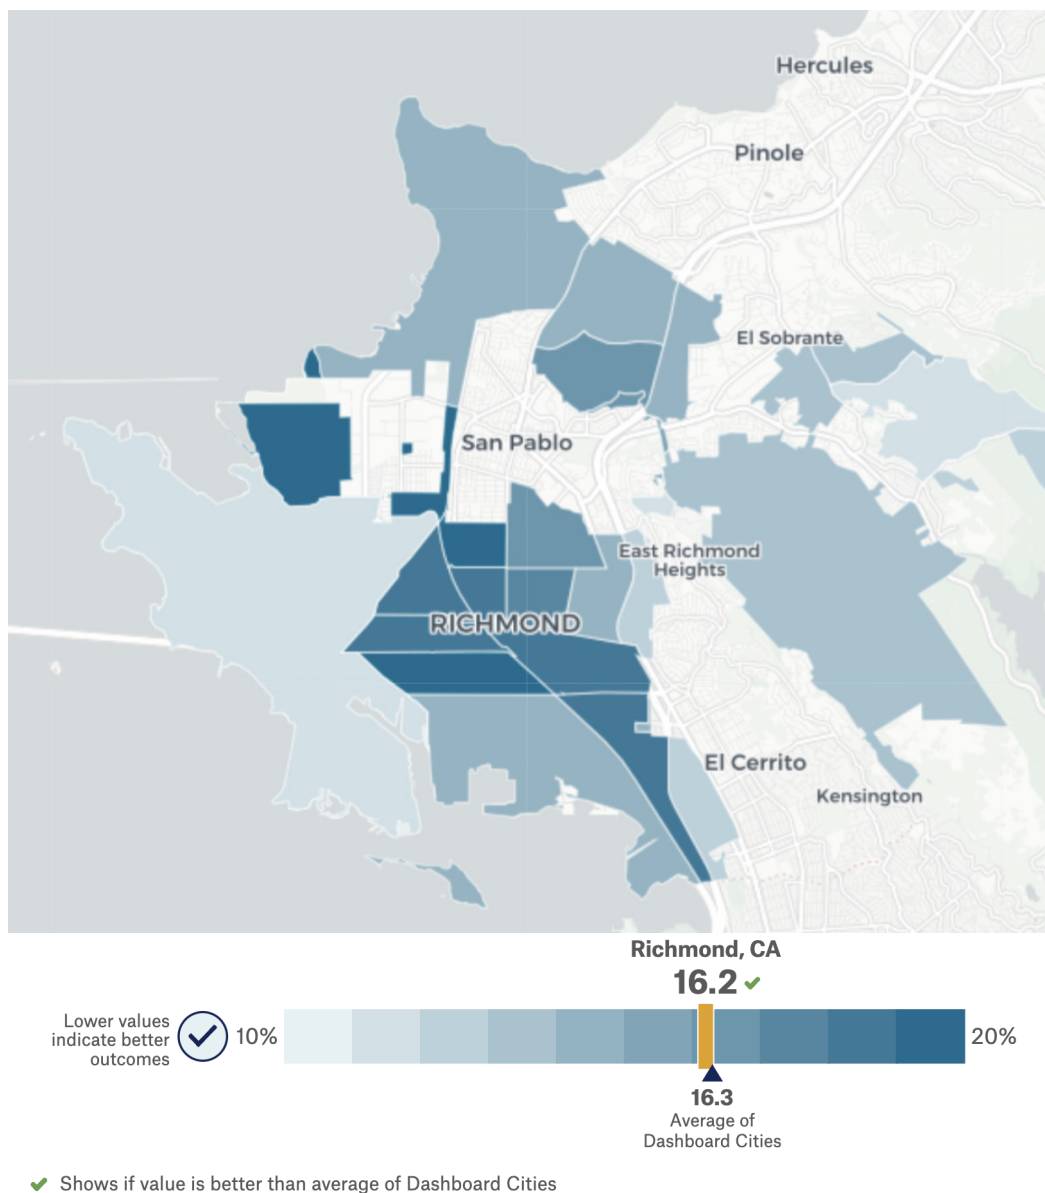 Hercules
Pinole
El Sobrante
San Pablo
East Richmond
Heights
RICHMOND
El Cerrito
Kensington
Richmond, CA
16.2
Lower values
indicate better
outcomes
10%
20%
16.3
Average of
Dashboard Cities
Shows if value is better than average of Dashboard Cities